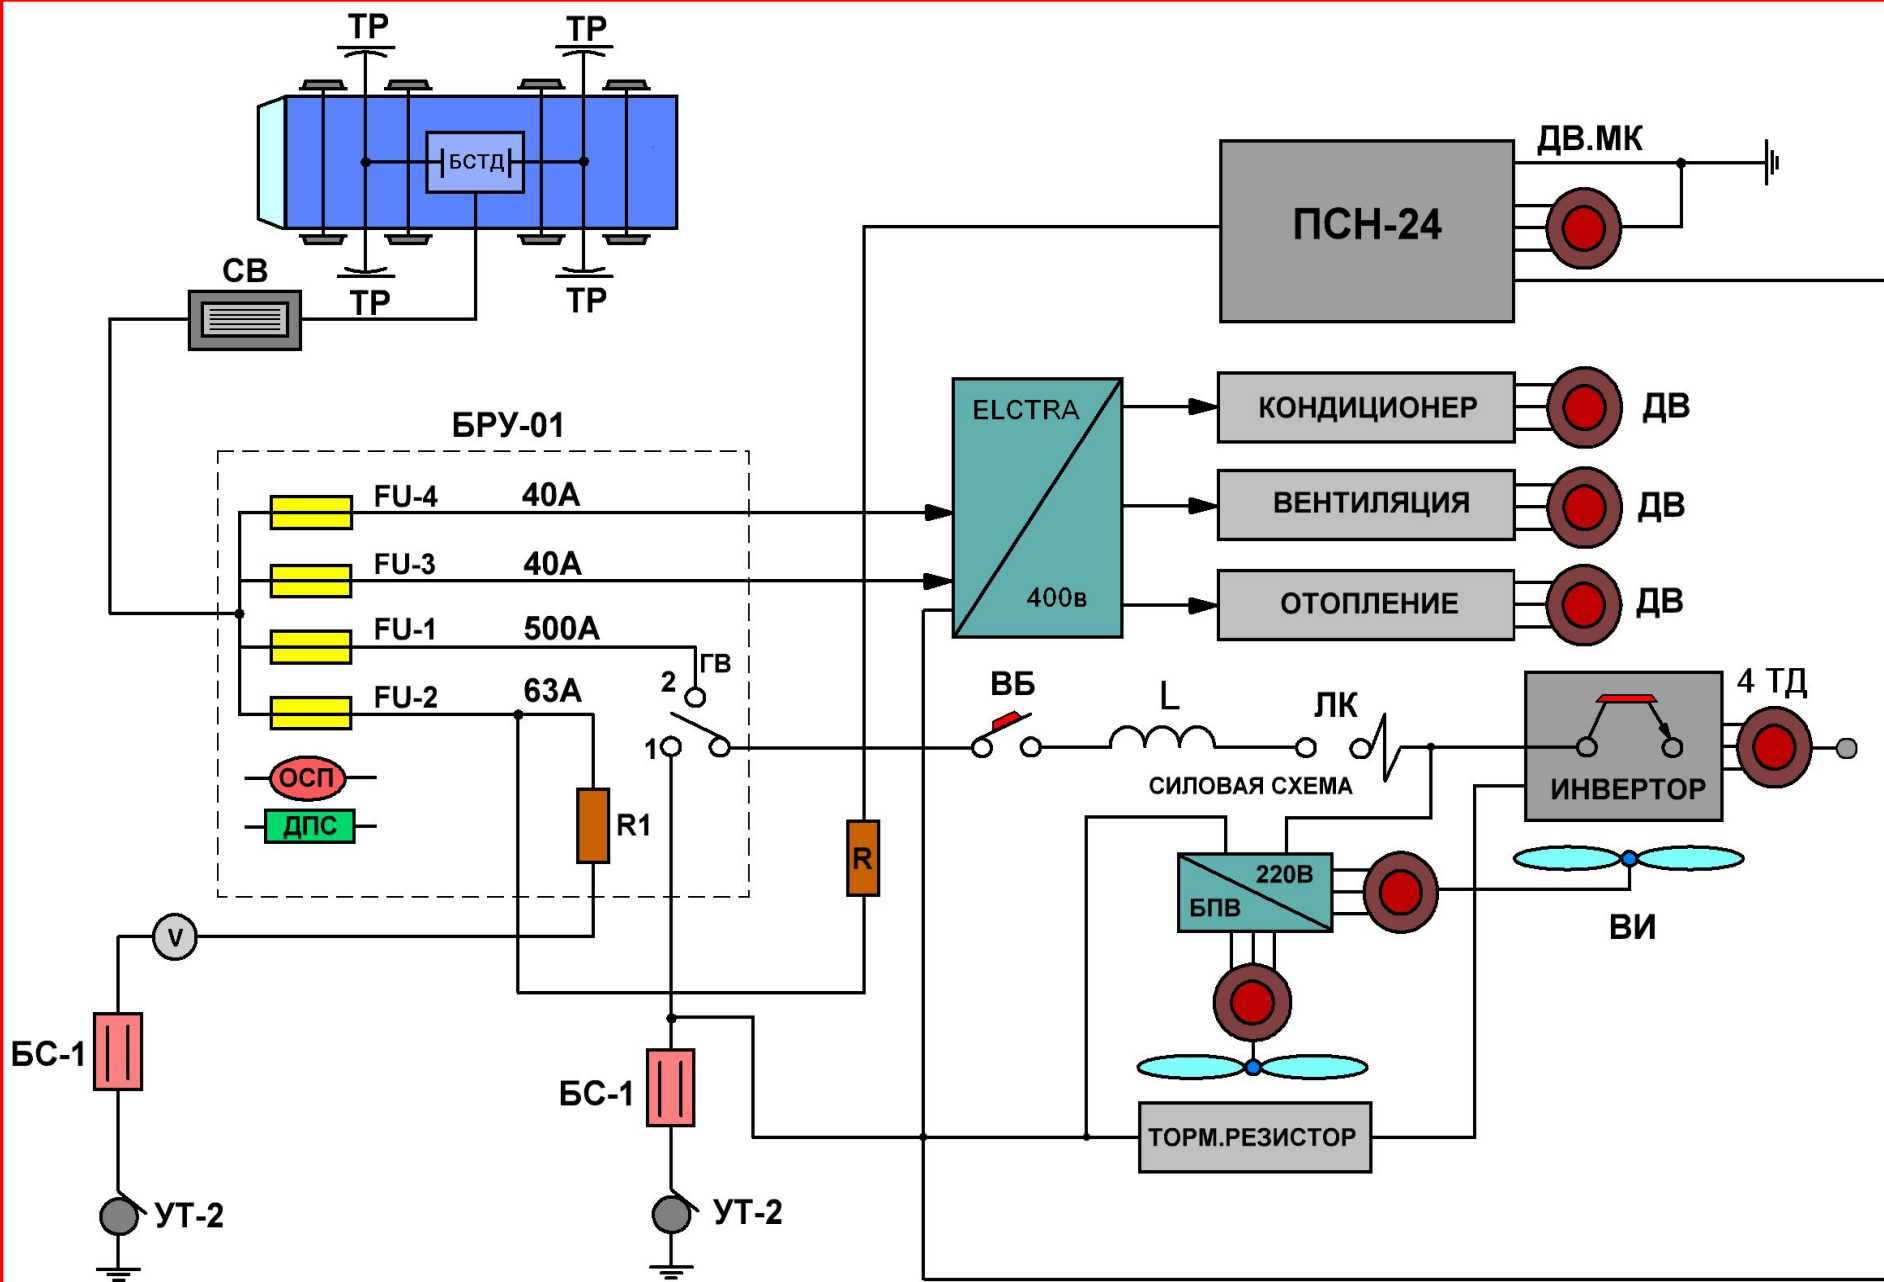 ТР
ТР
БСТД
ТР
ТР
СВ
ДВ.МК
ПСН-24
БРУ-01
FU-4 40А
FU-3 40А
FU-1 500А
FU-2 63А
ГВ
2
1
ОСП
ДПС
R1
R
ELCTRA
400в
КОНДИЦИОНЕР
ДВ
ВЕНТИЛЯЦИЯ
ДВ
ОТОПЛЕНИЕ
ДВ
ВБ
L
ЛК
4 ТД
СИЛОВАЯ СХЕМА
ИНВЕРТОР
220В
БПВ
ВИ
V
БС-1
БС-1
ТОРМ.РЕЗИСТОР
УТ-2
УТ-2